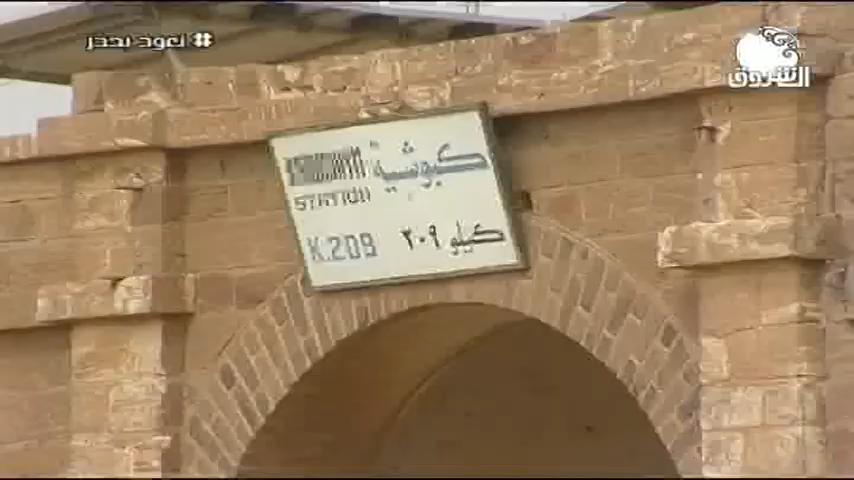 #نعود بحذر
الشروق
كبوشية
STATION
كيلو ٢٠٩
K.209